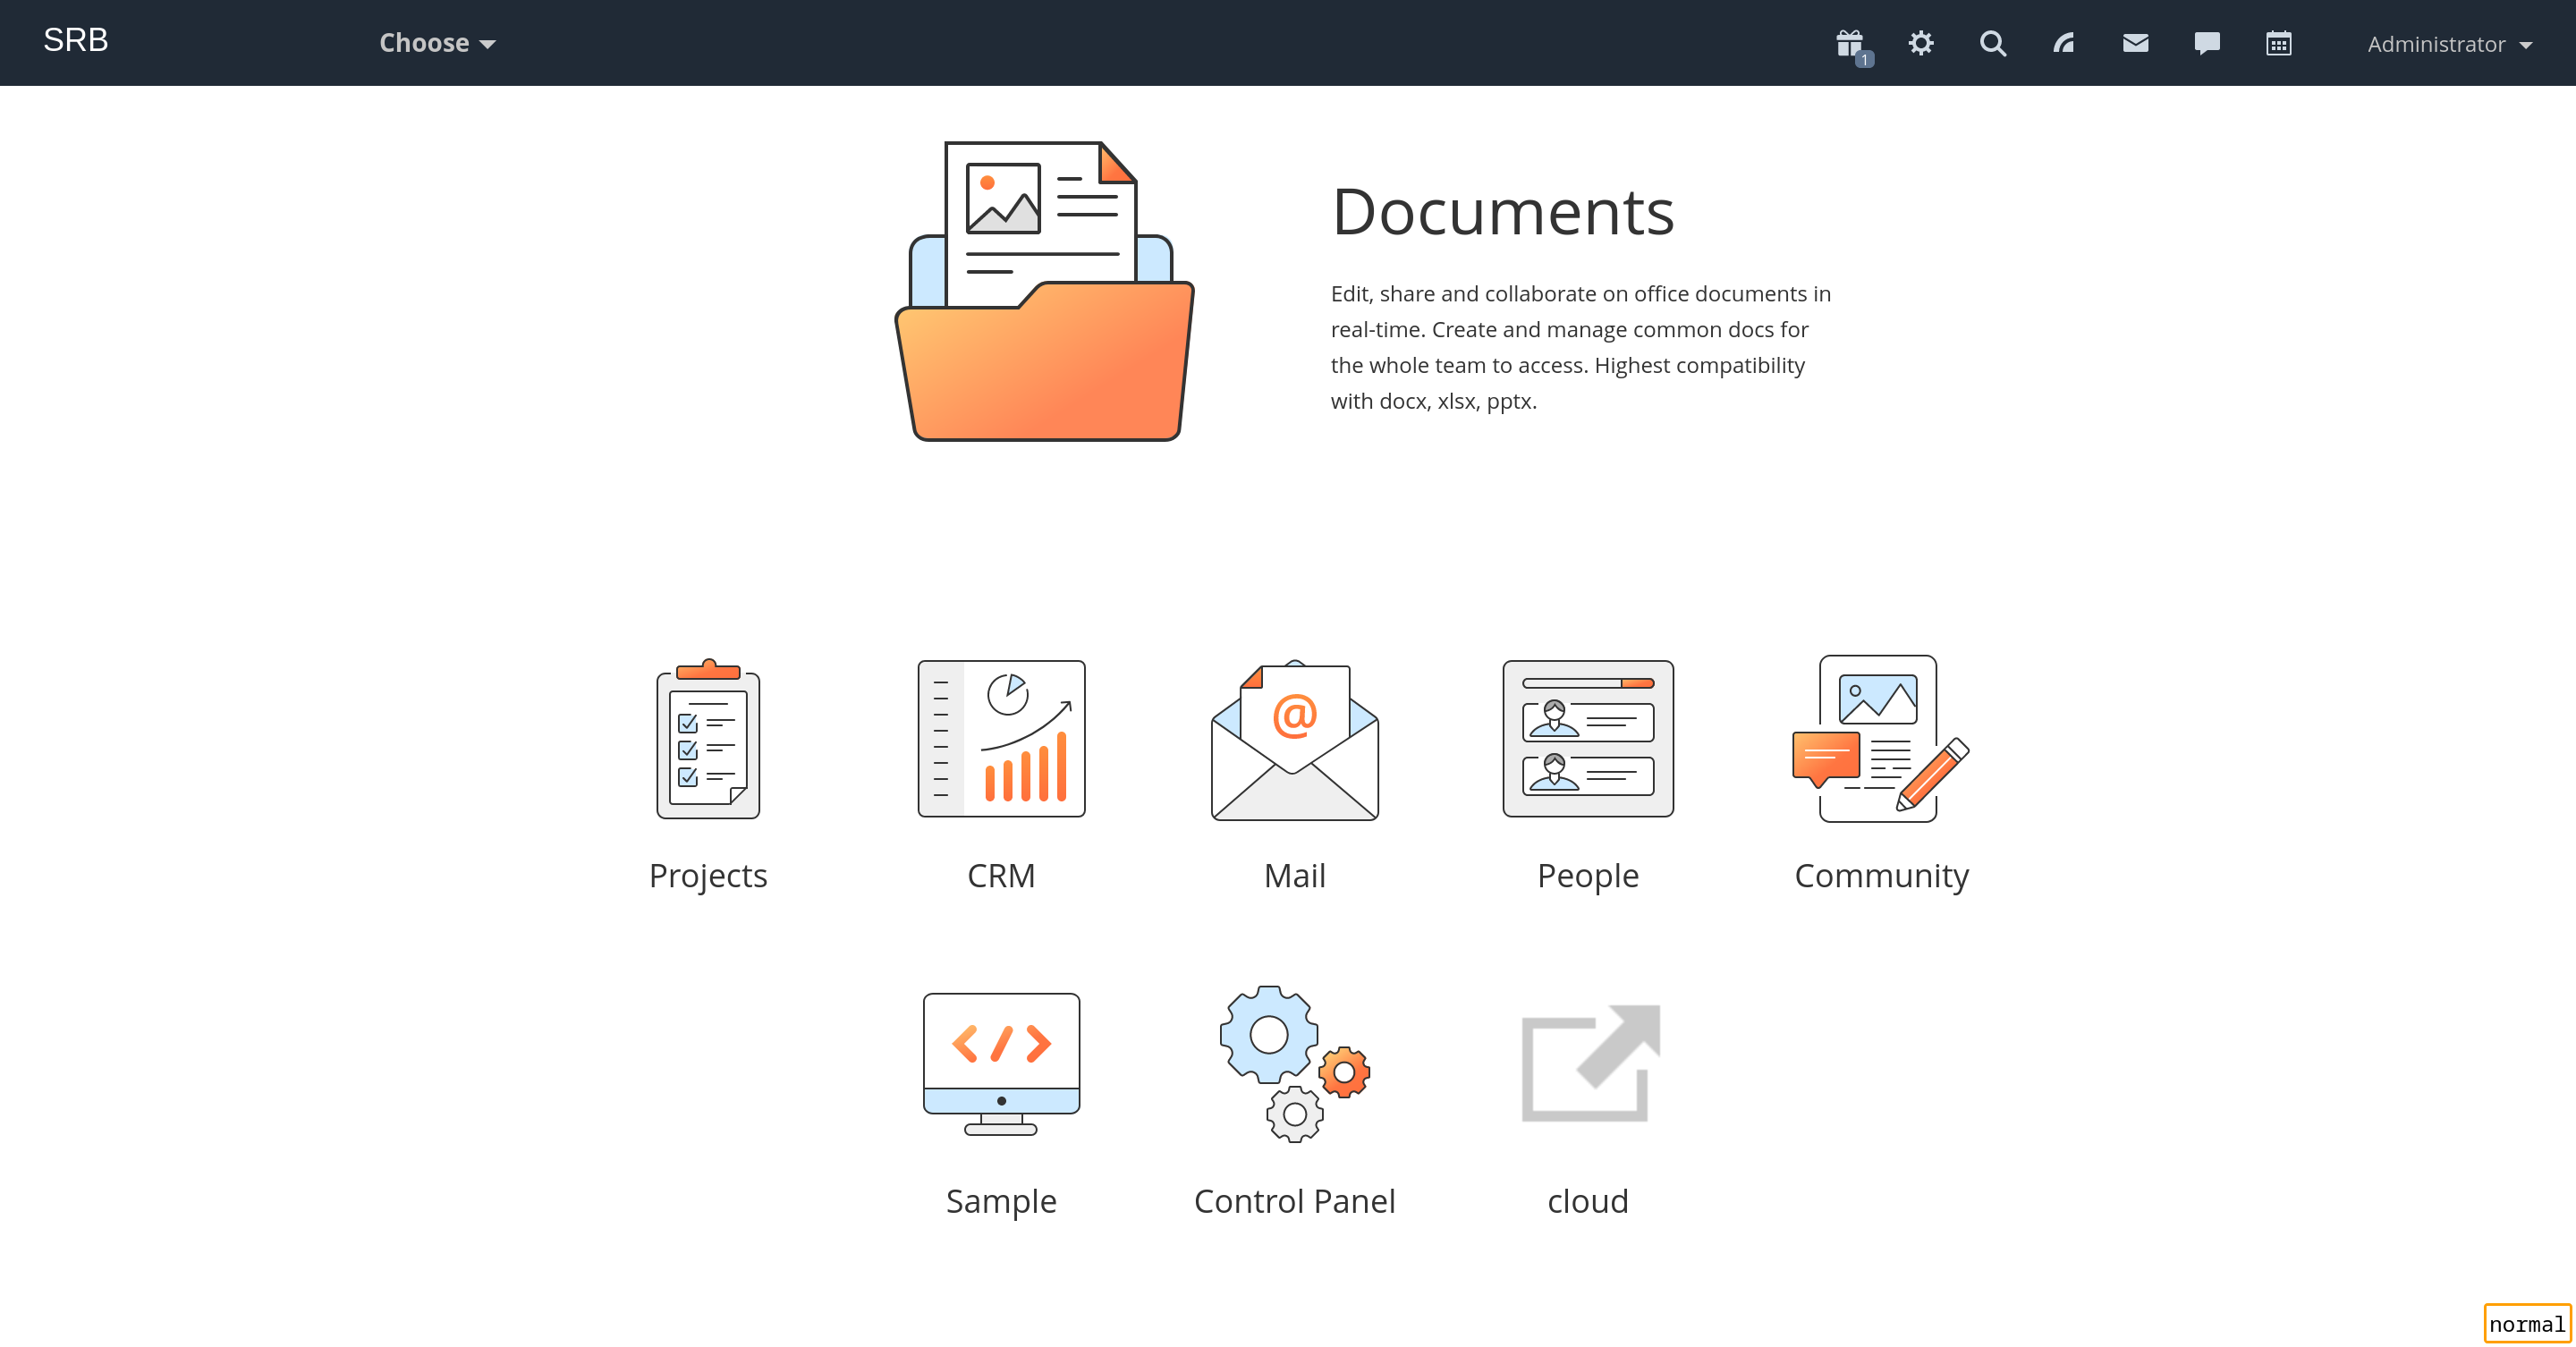 SRB
Choose
1
Administrator
Documents
Edit, share and collaborate on office documents in
real-time. Create and manage common docs for
the whole team to access. Highest compatibility
with docx, xlsx, pptx.
@
Projects
CRM
Mail
People
Community
</>
Sample
Control Panel
cloud
normal